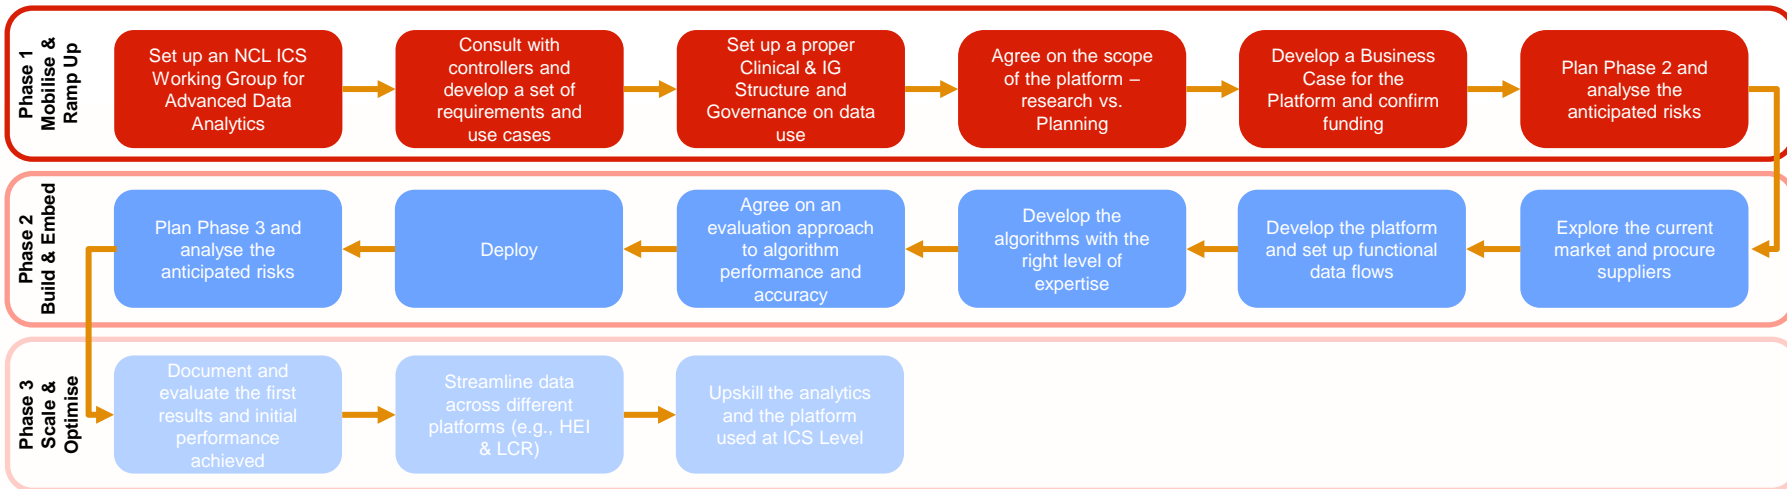 Phase 1
Mobilise &
Ramp Up
Set up an NCL ICS
Working Group for
Advanced Data
Analytics
Consult with
controllers and
develop a set of
requirements and
use cases
Set up a proper
Clinical & IG
Structure and
Governance on
data use
Agree on the scope
of the platform –
research vs.
Planning
Develop a Business
Case for the
Platform and confirm
funding
Plan Phase 2 and
analyse the
anticipated risks
Phase 2
Build & Embed
Explore the current
market and procure
suppliers
Develop the platform
and set up functional
data flows
Develop the
algorithms with the
right level of
expertise
Agree on an
evaluation approach
to algorithm
performance and
accuracy
Deploy
Plan Phase 3 and
analyse the
anticipated risks
Phase 3
Scale &
Optimise
Document and
evaluate the first
results and initial
performance
achieved
Streamline data
across different
platforms (e.g., HEI
& LCR)
Upskill the analytics
and the platform
used at ICS Level